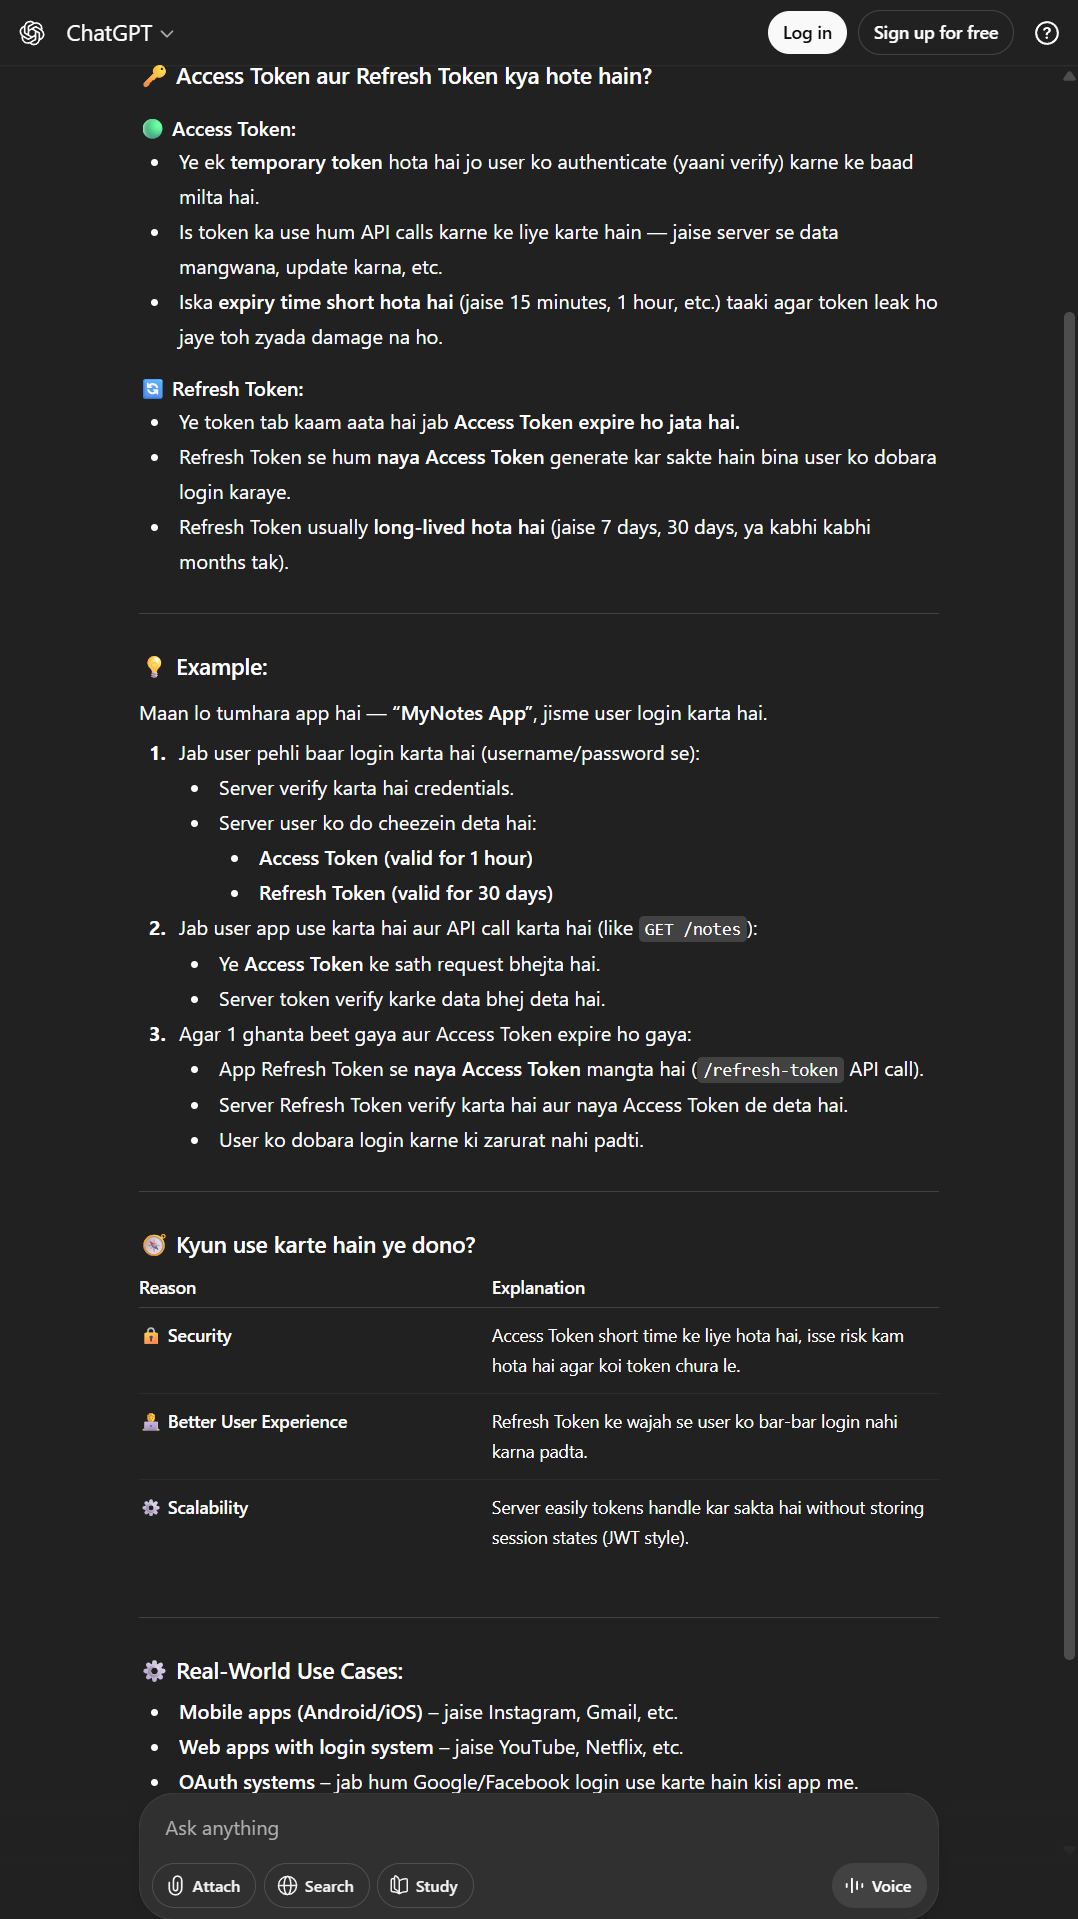 ChatGPT
Log in
Sign up for free
🔑 Access Token aur Refresh Token kya hote hain?
🟢 Access Token:
• Ye ek temporary token hota hai jo user ko authenticate (yaani verify) karne ke baad
milta hai.
• Is token ka use hum API calls karne ke liye karte hain — jaise server se data
mangwana, update karna, etc.
• Iska expiry time short hota hai (jaise 15 minutes, 1 hour, etc.) taaki agar token leak ho
jaye toh zyada damage na ho.
🔄 Refresh Token:
• Ye token tab kaam aata hai jab Access Token expire ho jata hai.
• Refresh Token se hum naya Access Token generate kar sakte hain bina user ko dobara
login karaye.
• Refresh Token usually long-lived hota hai (jaise 7 days, 30 days, ya kabhi kabhi
months tak).
💡 Example:
Maan lo tumhara app hai — “MyNotes App”, jisme user login karta hai.
1. Jab user pehli baar login karta hai (username/password se):
• Server verify karta hai credentials.
• Server user ko do cheezein deta hai:
• Access Token (valid for 1 hour)
• Refresh Token (valid for 30 days)
2. Jab user app use karta hai aur API call karta hai (like GET /notes):
• Ye Access Token ke sath request bhejta hai.
• Server token verify karke data bhej deta hai.
3. Agar 1 ghanta beet gaya aur Access Token expire ho gaya:
• App Refresh Token se naya Access Token mangta hai (/refresh-token API call).
• Server Refresh Token verify karta hai aur naya Access Token de deta hai.
• User ko dobara login karne ki zarurat nahi padti.
🧭 Kyun use karte hain ye dono?
Reason Explanation
🔒 Security Access Token short time ke liye hota hai, isse risk kam
hota hai agar koi token chura le.
🧑‍💻 Better User Experience Refresh Token ke wajah se user ko bar-bar login nahi
karna padta.
⚙️ Scalability Server easily tokens handle kar sakta hai without storing
session states (JWT style).
⚙️ Real-World Use Cases:
• Mobile apps (Android/iOS) – jaise Instagram, Gmail, etc.
• Web apps with login system – jaise YouTube, Netflix, etc.
• OAuth systems – jab hum Google/Facebook login use karte hain kisi app me.
Ask anything
Attach
Search
Study
Voice